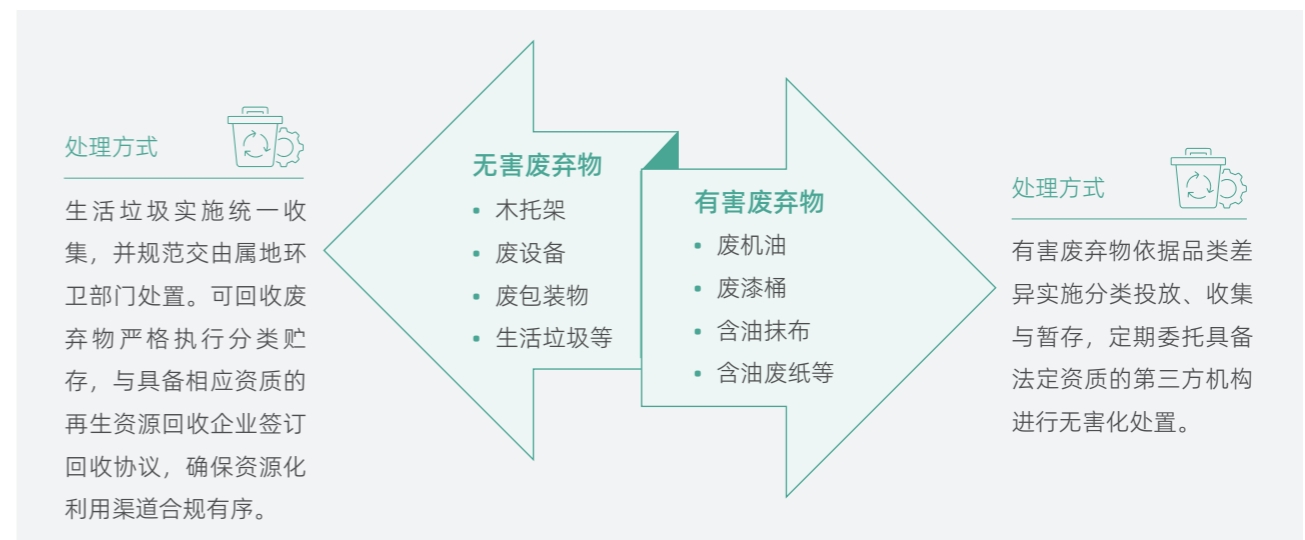 处理方式
生活垃圾实施统一收
集，并规范交由属地环
卫部门处置。可回收废
弃物严格执行分类贮
存，与具备相应资质的
再生资源回收企业签订
回收协议，确保资源化
利用渠道合规有序。
无害废弃物
• 木托架
• 废设备
• 废包装物
• 生活垃圾等
有害废弃物
• 废机油
• 废漆桶
• 含油抹布
• 含油废纸等
处理方式
有害废弃物依据品类差
异实施分类投放、收集
与暂存，定期委托具备
法定资质的第三方机构
进行无害化处置。